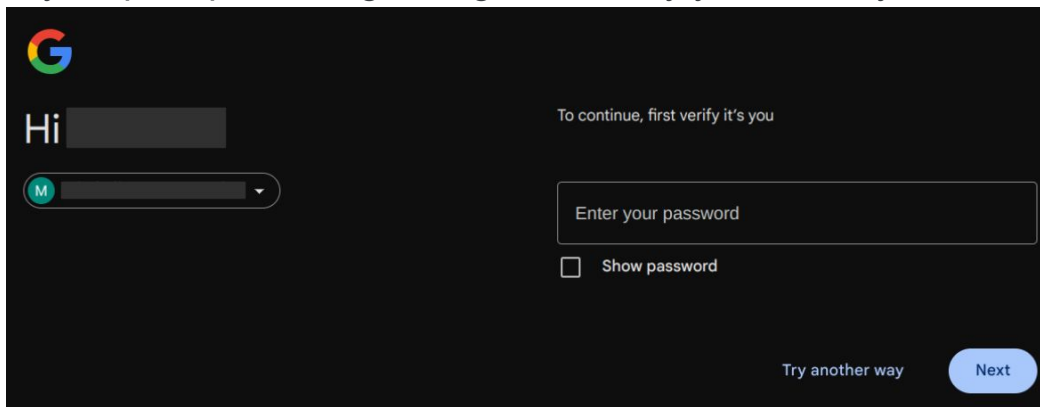 Hi
To continue, first verify it's you
M
Enter your password
Show password
Try another way
Next